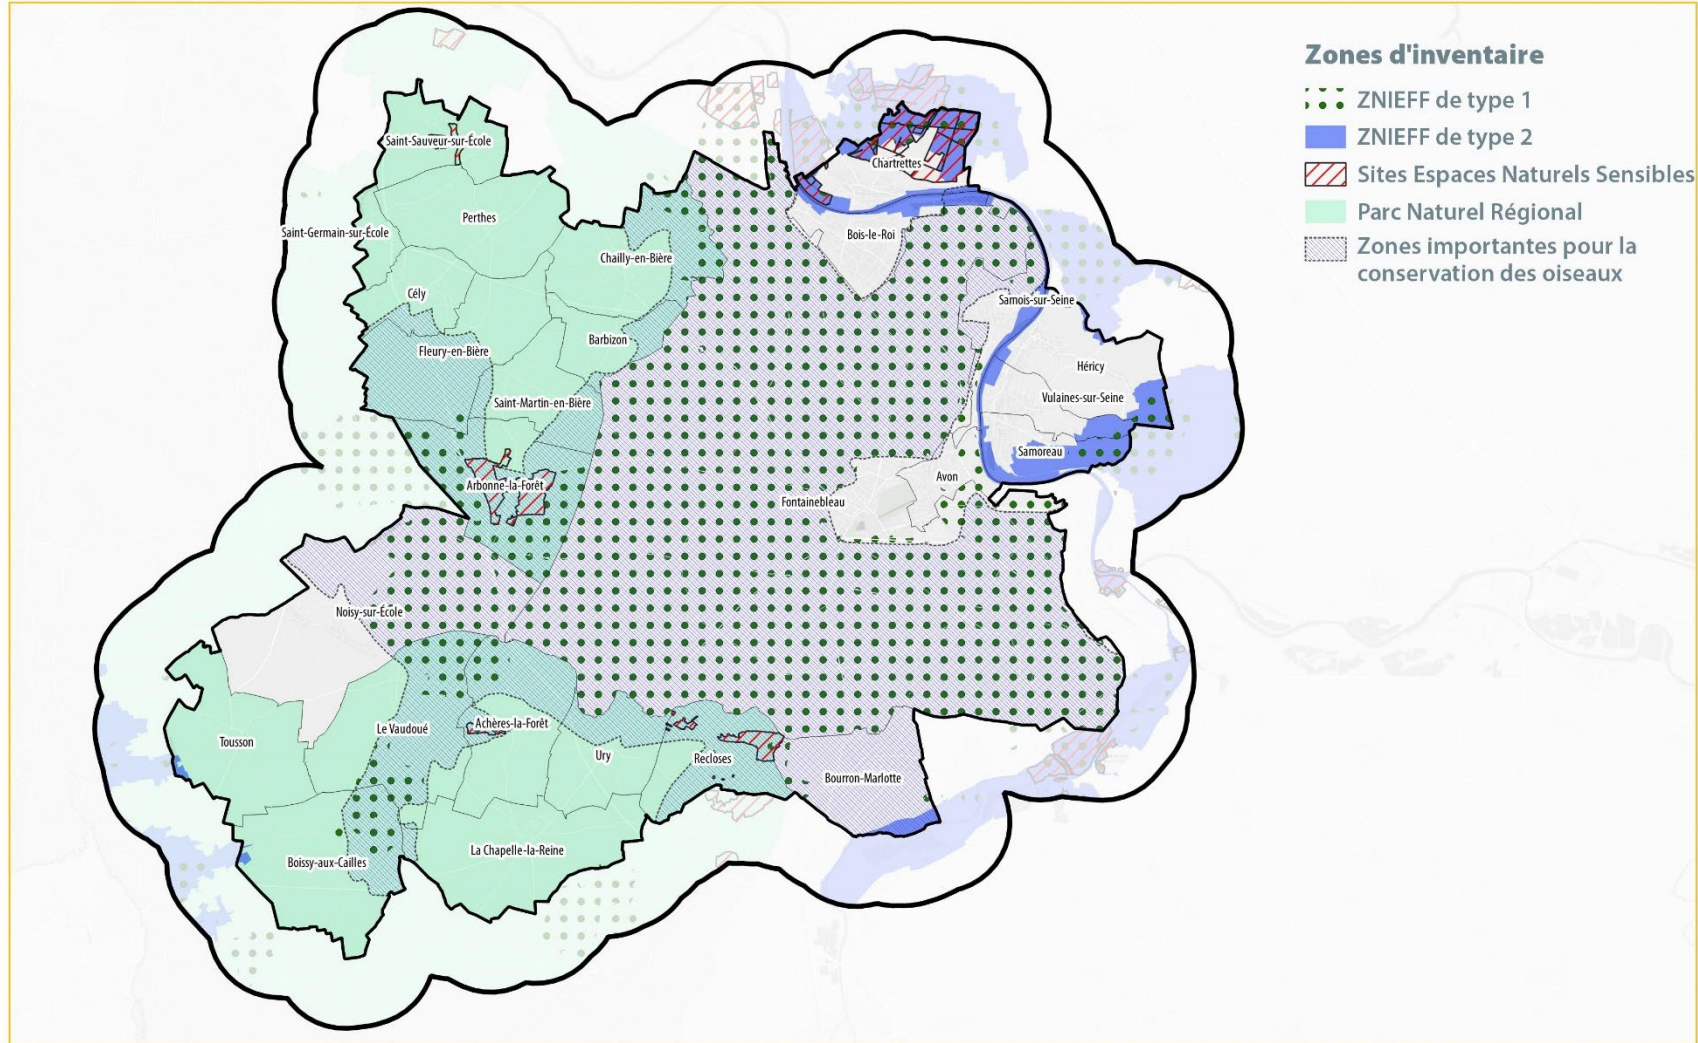 Zones d'inventaire
ZNIEFF de type 1
ZNIEFF de type 2
Sites Espaces Naturels Sensibles
Parc Naturel Régional
Zones importantes pour la
conservation des oiseaux
Saint-Sauveur-sur-École
Chartrettes
Perthes
Saint-Germain-sur-École
Bois-le-Roi
Chailly-en-Bière
Cély
Samois-sur-Seine
Barbizon
Fleury-en-Bière
Héricy
Vulaines-sur-Seine
Saint-Martin-en-Bière
Samoreau
Avon
Arbonne-la-Forêt
Fontainebleau
Noisy-sur-École
Achères-la-Forêt
Le Vaudoué
Tousson
Ury
Recloses
Bourron-Marlotte
La Chapelle-la-Reine
Boissy-aux-Cailles